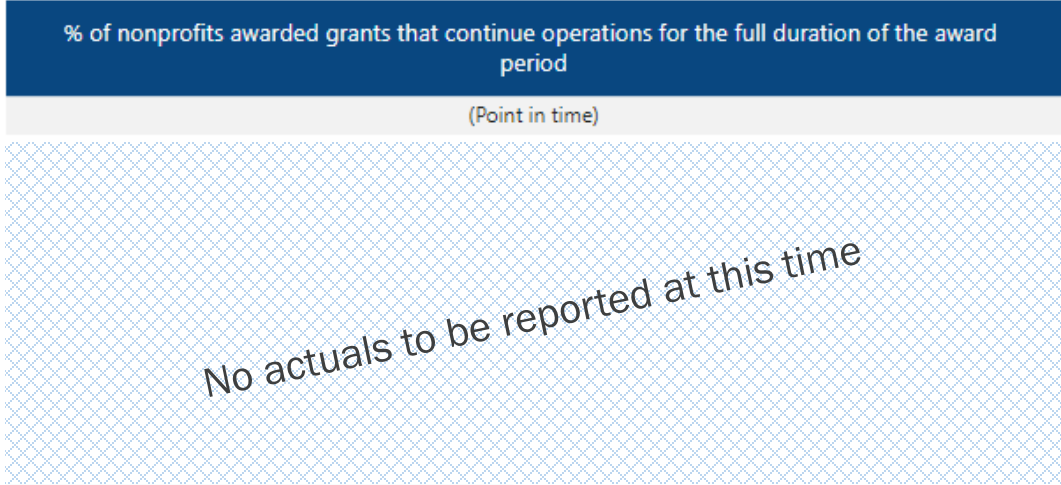 % of nonprofits awarded grants that continue operations for the full duration of the award
period
(Point in time)
No actuals to be reported at this time